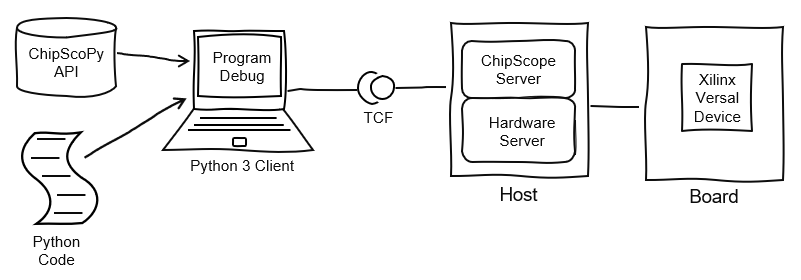 ChipScoPy
API
Python
Code
Program
Debug
Python 3 Client
TCF
ChipScope
Server
Hardware
Server
Host
Xilinx
Versal
Device
Board